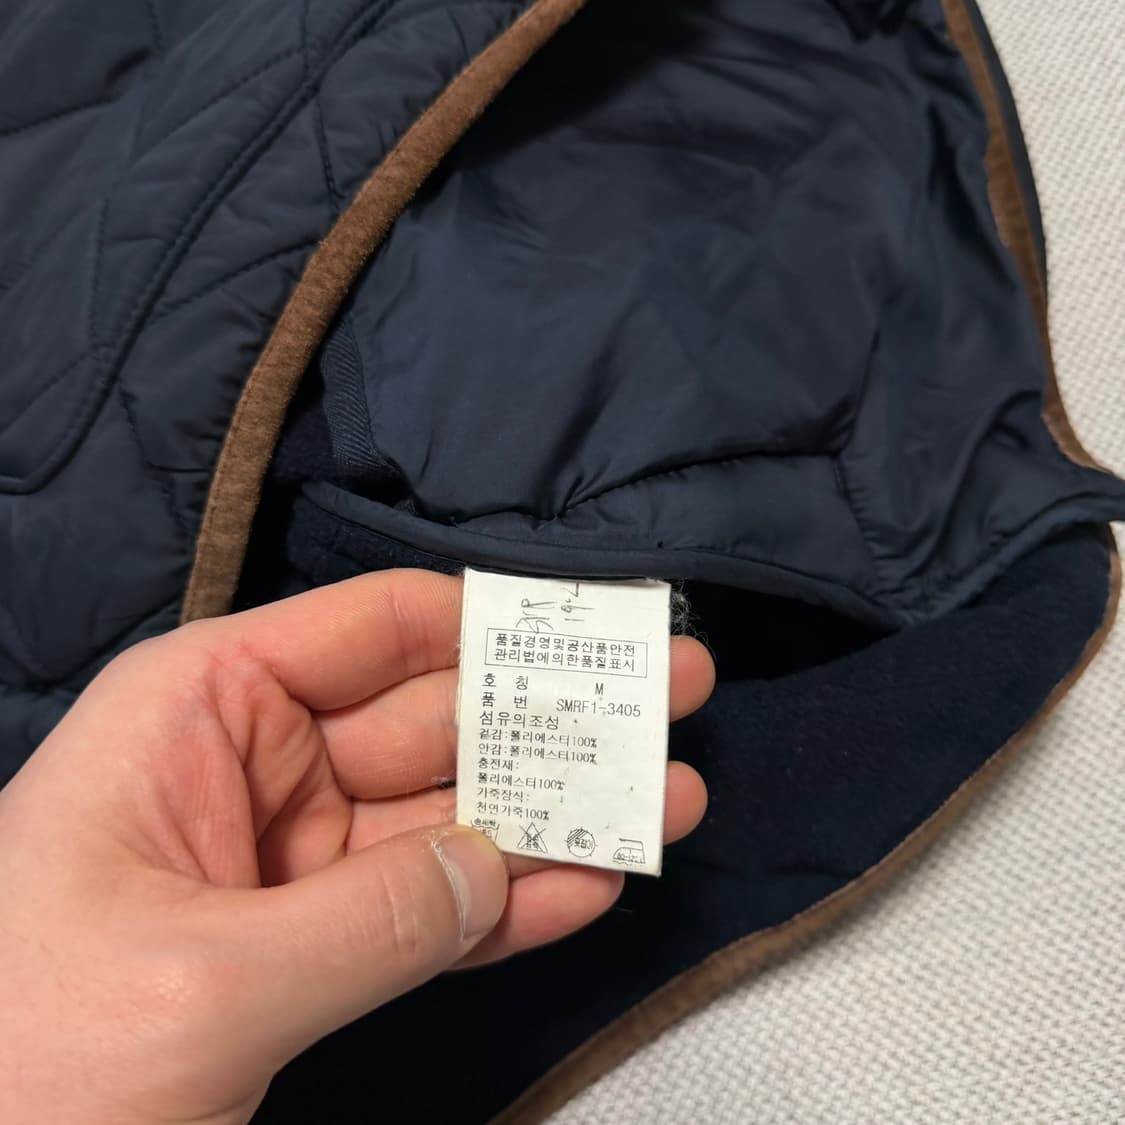 품질경영및공산품안전
관리법에의한품질표시
호 칭 M
품 번 SMRF1-3405
섬유의조성
겉감:폴리에스터100%
안감:폴리에스터100%
충전재:
폴리에스터100%
가죽장식:
천연가죽100%
손세탁